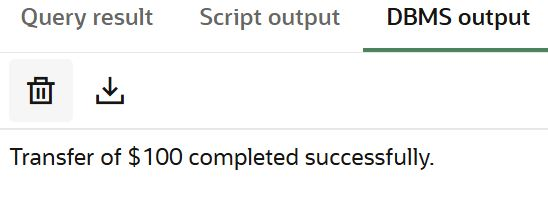 Query result Script output DBMS output
Transfer of $100 completed successfully.